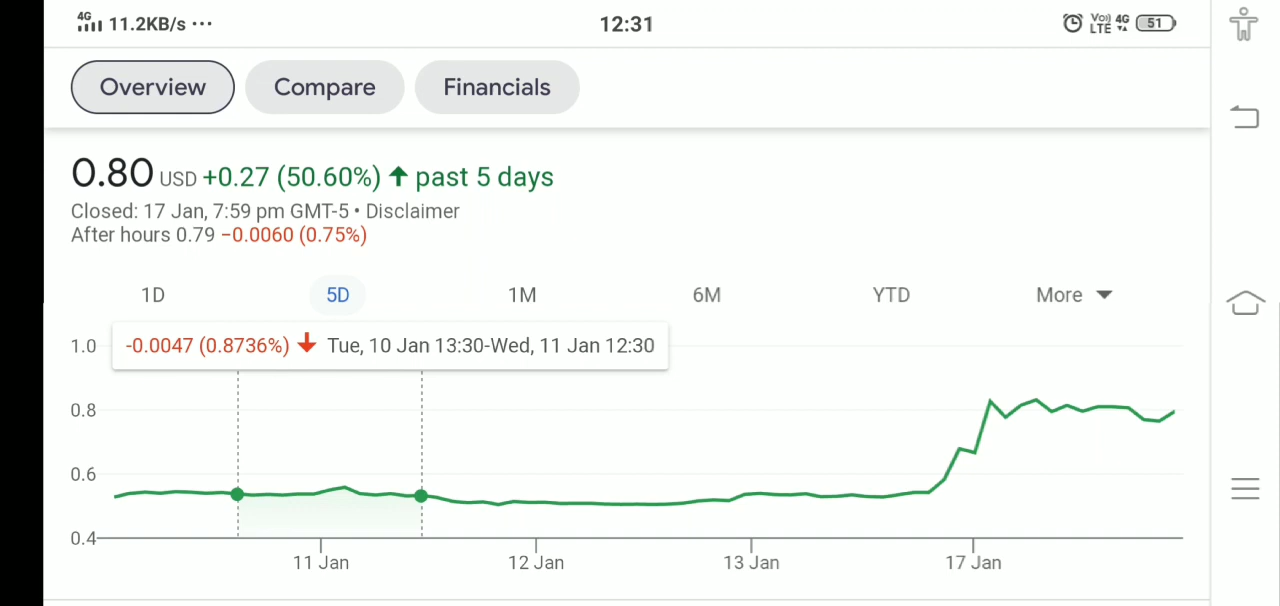 4G 11.2KB/s ··· 12:31 Vo) LTE 4G 51
Overview Compare Financials
0.80 USD +0.27 (50.60%) ↑ past 5 days
Closed: 17 Jan, 7:59 pm GMT-5 • Disclaimer
After hours 0.79 −0.0060 (0.75%)
1D 5D 1M 6M YTD More
-0.0047 (0.8736%) ↓ Tue, 10 Jan 13:30-Wed, 11 Jan 12:30
1.0
0.8
0.6
0.4
11 Jan 12 Jan 13 Jan 17 Jan